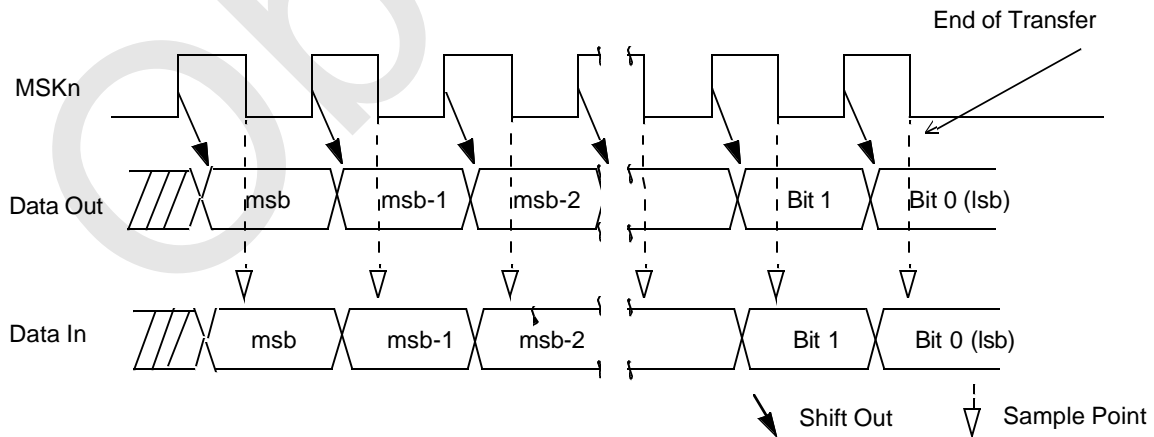 End of Transfer
MSKn
Data Out
msb
msb-1
msb-2
Bit 1
Bit 0 (lsb)
Data In
msb
msb-1
msb-2
Bit 1
Bit 0 (lsb)
Shift Out
Sample Point